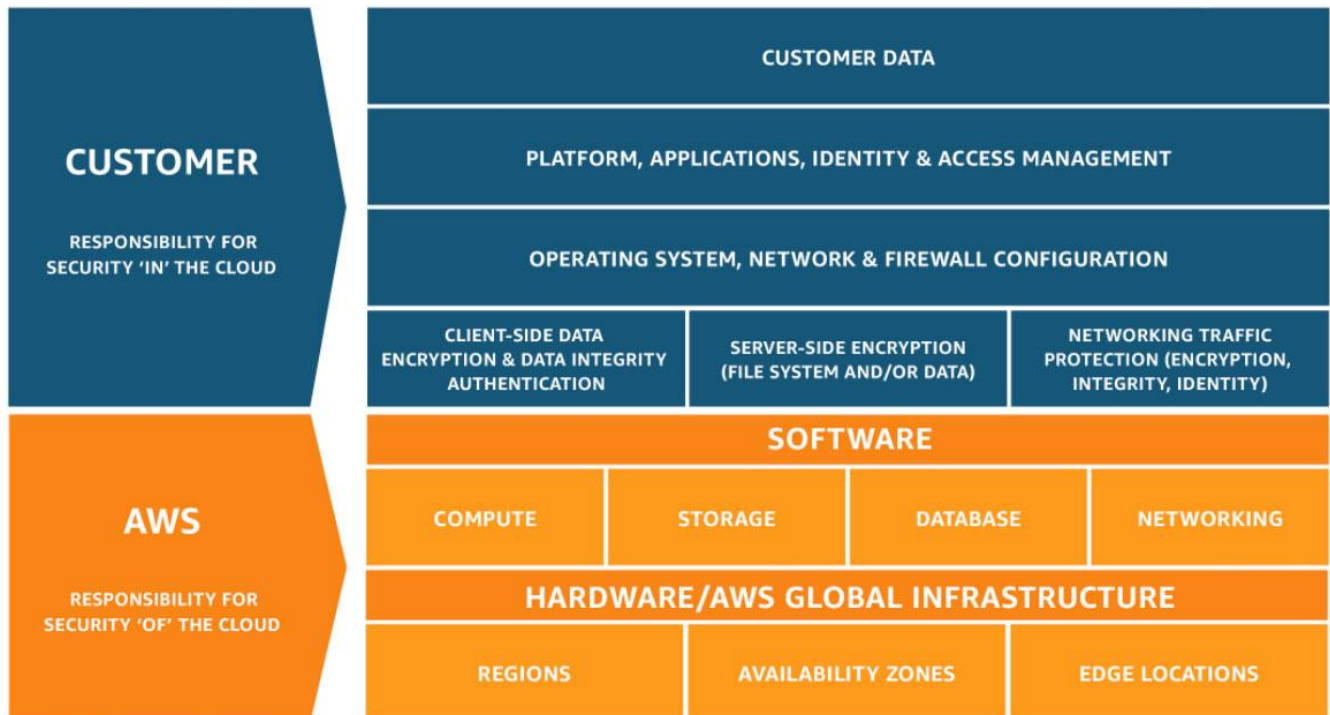 CUSTOMER
RESPONSIBILITY FOR
SECURITY ‘IN’ THE CLOUD
CUSTOMER DATA
PLATFORM, APPLICATIONS, IDENTITY & ACCESS MANAGEMENT
OPERATING SYSTEM, NETWORK & FIREWALL CONFIGURATION
CLIENT-SIDE DATA
ENCRYPTION & DATA INTEGRITY
AUTHENTICATION
SERVER-SIDE ENCRYPTION
(FILE SYSTEM AND/OR DATA)
NETWORKING TRAFFIC
PROTECTION (ENCRYPTION,
INTEGRITY, IDENTITY)
AWS
RESPONSIBILITY FOR
SECURITY ‘OF’ THE CLOUD
SOFTWARE
COMPUTE
STORAGE
DATABASE
NETWORKING
HARDWARE/AWS GLOBAL INFRASTRUCTURE
REGIONS
AVAILABILITY ZONES
EDGE LOCATIONS